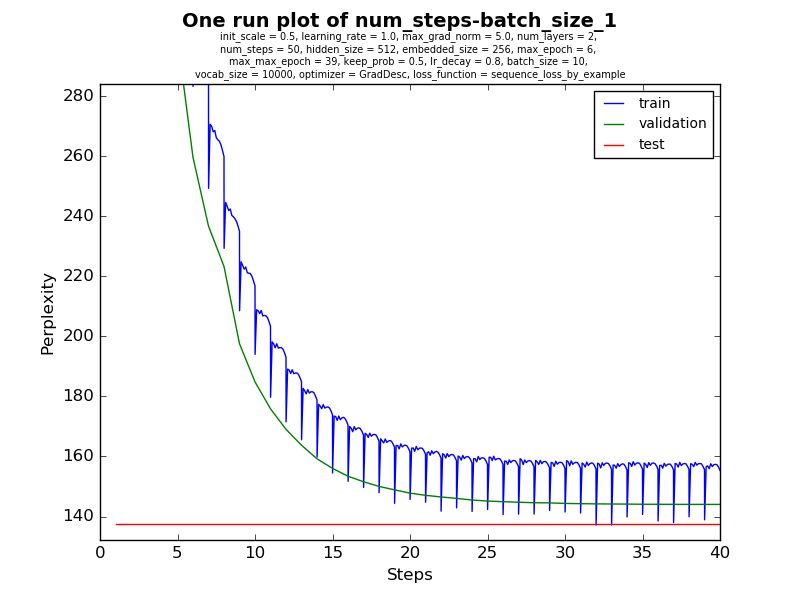 One run plot of num_steps-batch_size_1
init_scale = 0.5, learning_rate = 1.0, max_grad_norm = 5.0, num_layers = 2,
num_steps = 50, hidden_size = 512, embedded_size = 256, max_epoch = 6,
max_max_epoch = 39, keep_prob = 0.5, lr_decay = 0.8, batch_size = 10,
vocab_size = 10000, optimizer = GradDesc, loss_function = sequence_loss_by_example
train
validation
test
280
260
240
220
200
180
160
140
Perplexity
0 5 10 15 20 25 30 35 40
Steps